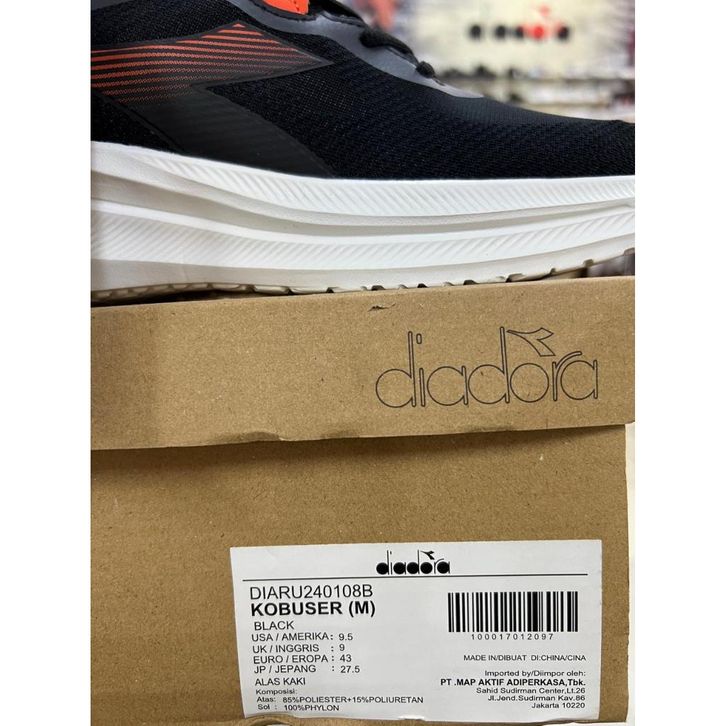 diadora
diadora
diadora
DIARU240108B
KOBUSER (M)
BLACK
USA / AMERIKA : 9.5
UK / INGGRIS : 9
EURO / EROPA : 43
JP / JEPANG : 27.5
ALAS KAKI
Komposisi:
Atas: 85%POLIESTER+15%POLIURETAN
Sol : 100%PHYLON
100017012097
MADE IN/DIBUAT DI:CHINA/CINA
Imported by/Diimpor oleh:
PT .MAP AKTIF ADIPERKASA,Tbk.
Sahid Sudirman Center,Lt.26
Jl.Jend.Sudirman Kav.86
Jakarta 10220